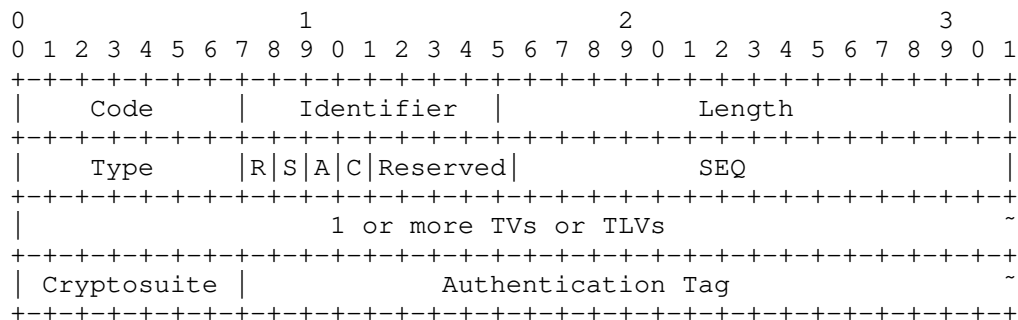 0                   1                   2                   3
0 1 2 3 4 5 6 7 8 9 0 1 2 3 4 5 6 7 8 9 0 1 2 3 4 5 6 7 8 9 0 1
+-+-+-+-+-+-+-+-+-+-+-+-+-+-+-+-+-+-+-+-+-+-+-+-+-+-+-+-+-+-+-+
|    Code      |   Identifier  |            Length             |
+-+-+-+-+-+-+-+-+-+-+-+-+-+-+-+-+-+-+-+-+-+-+-+-+-+-+-+-+-+-+-+
|    Type      |R|S|A|C|Reserved|           SEQ                |
+-+-+-+-+-+-+-+-+-+-+-+-+-+-+-+-+-+-+-+-+-+-+-+-+-+-+-+-+-+-+-+
|                   1 or more TVs or TLVs                     ~
+-+-+-+-+-+-+-+-+-+-+-+-+-+-+-+-+-+-+-+-+-+-+-+-+-+-+-+-+-+-+-+
| Cryptosuite |            Authentication Tag                 ~
+-+-+-+-+-+-+-+-+-+-+-+-+-+-+-+-+-+-+-+-+-+-+-+-+-+-+-+-+-+-+-+